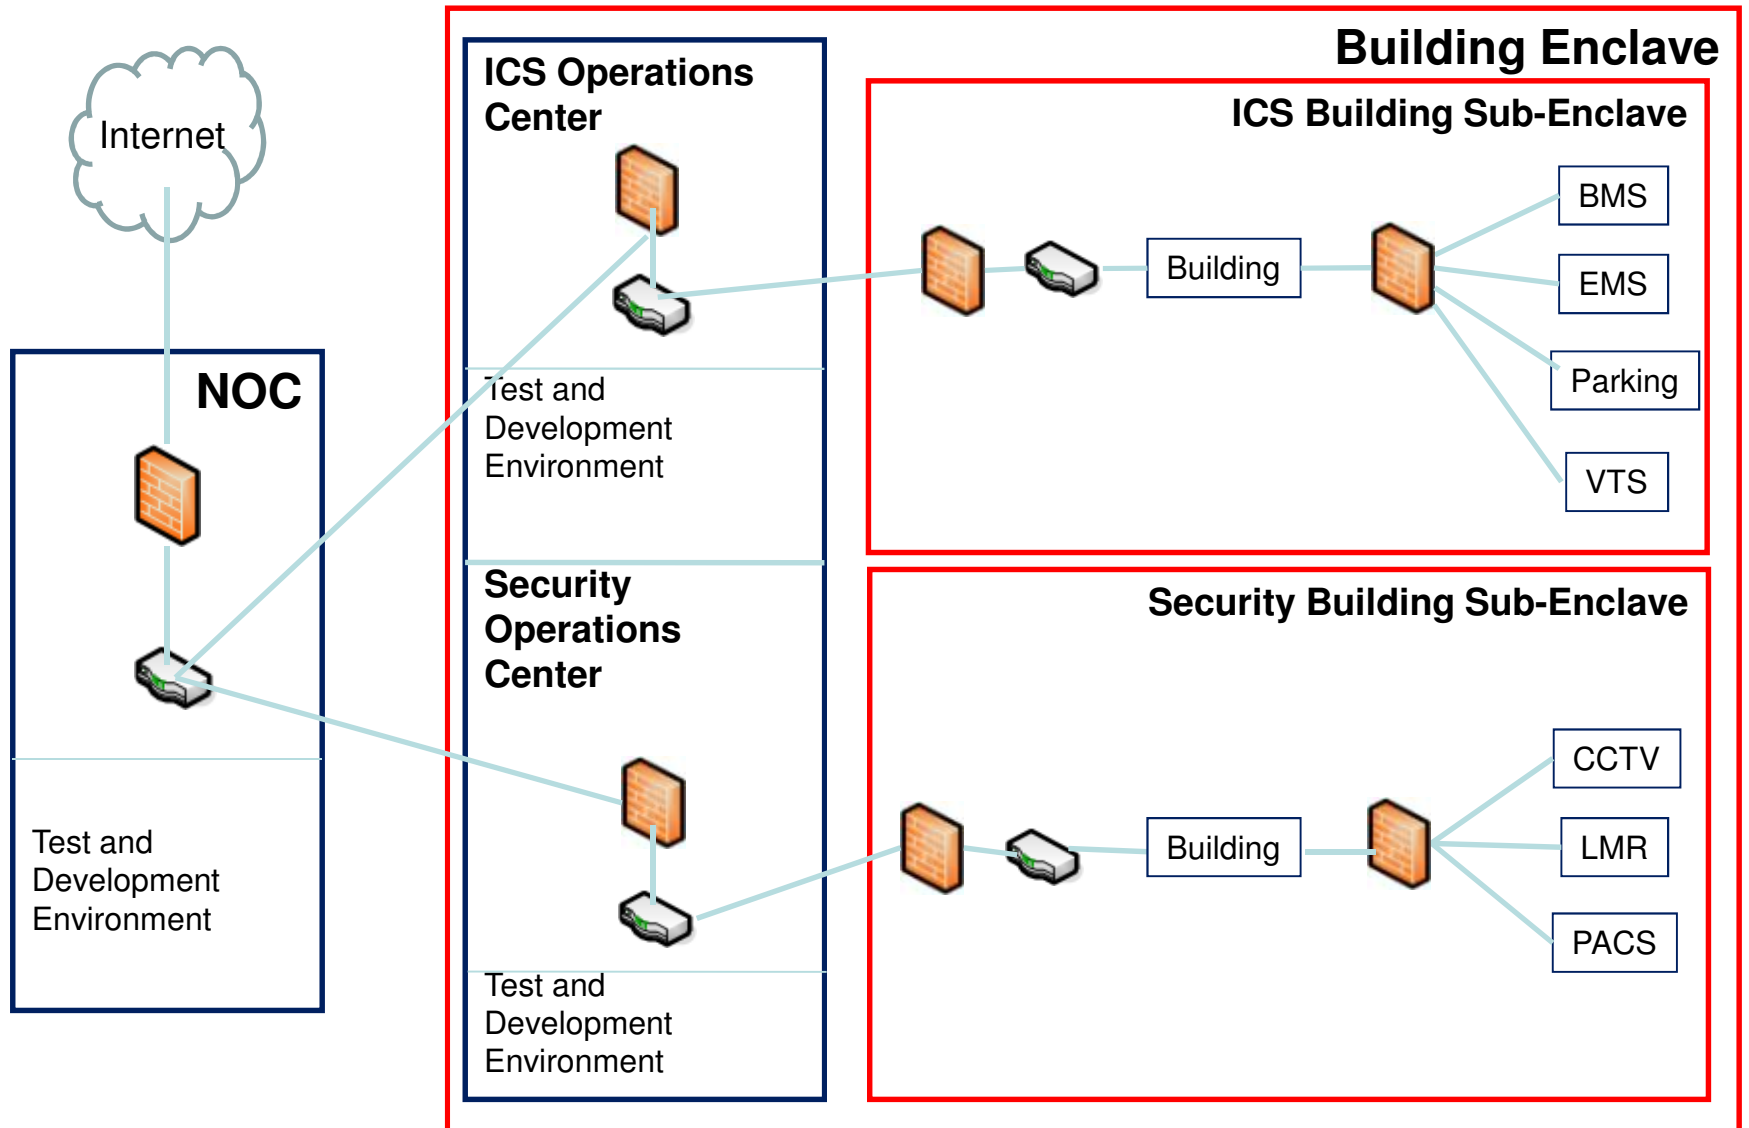 Building Enclave
Internet
NOC
Test and
Development
Environment
ICS Operations
Center
Test and
Development
Environment
Security
Operations
Center
Test and
Development
Environment
ICS Building Sub-Enclave
Building
BMS
EMS
Parking
VTS
Security Building Sub-Enclave
Building
CCTV
LMR
PACS